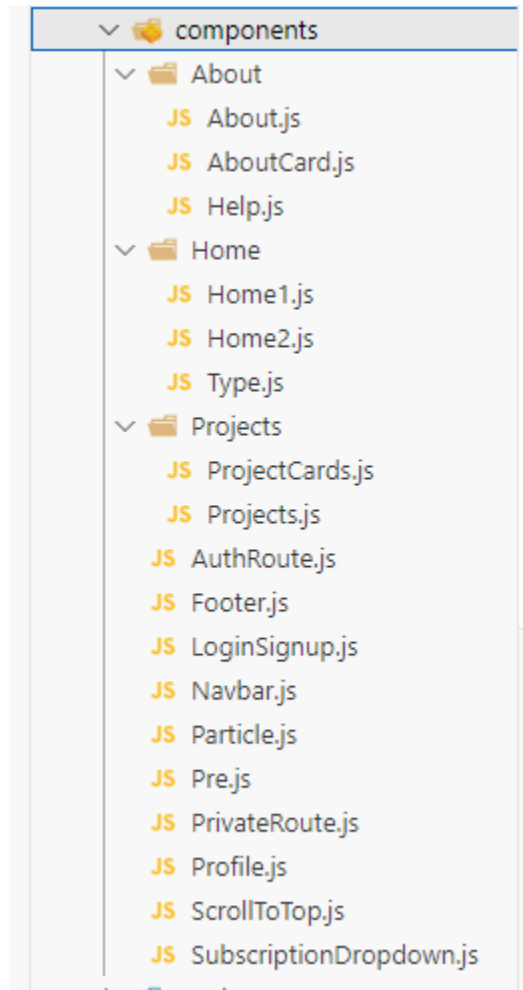 components
About
JS About.js
JS AboutCard.js
JS Help.js
Home
JS Home1.js
JS Home2.js
JS Type.js
Projects
JS ProjectCards.js
JS Projects.js
JS AuthRoute.js
JS Footer.js
JS LoginSignup.js
JS Navbar.js
JS Particle.js
JS Pre.js
JS PrivateRoute.js
JS Profile.js
JS ScrollToTop.js
JS SubscriptionDropdown.js